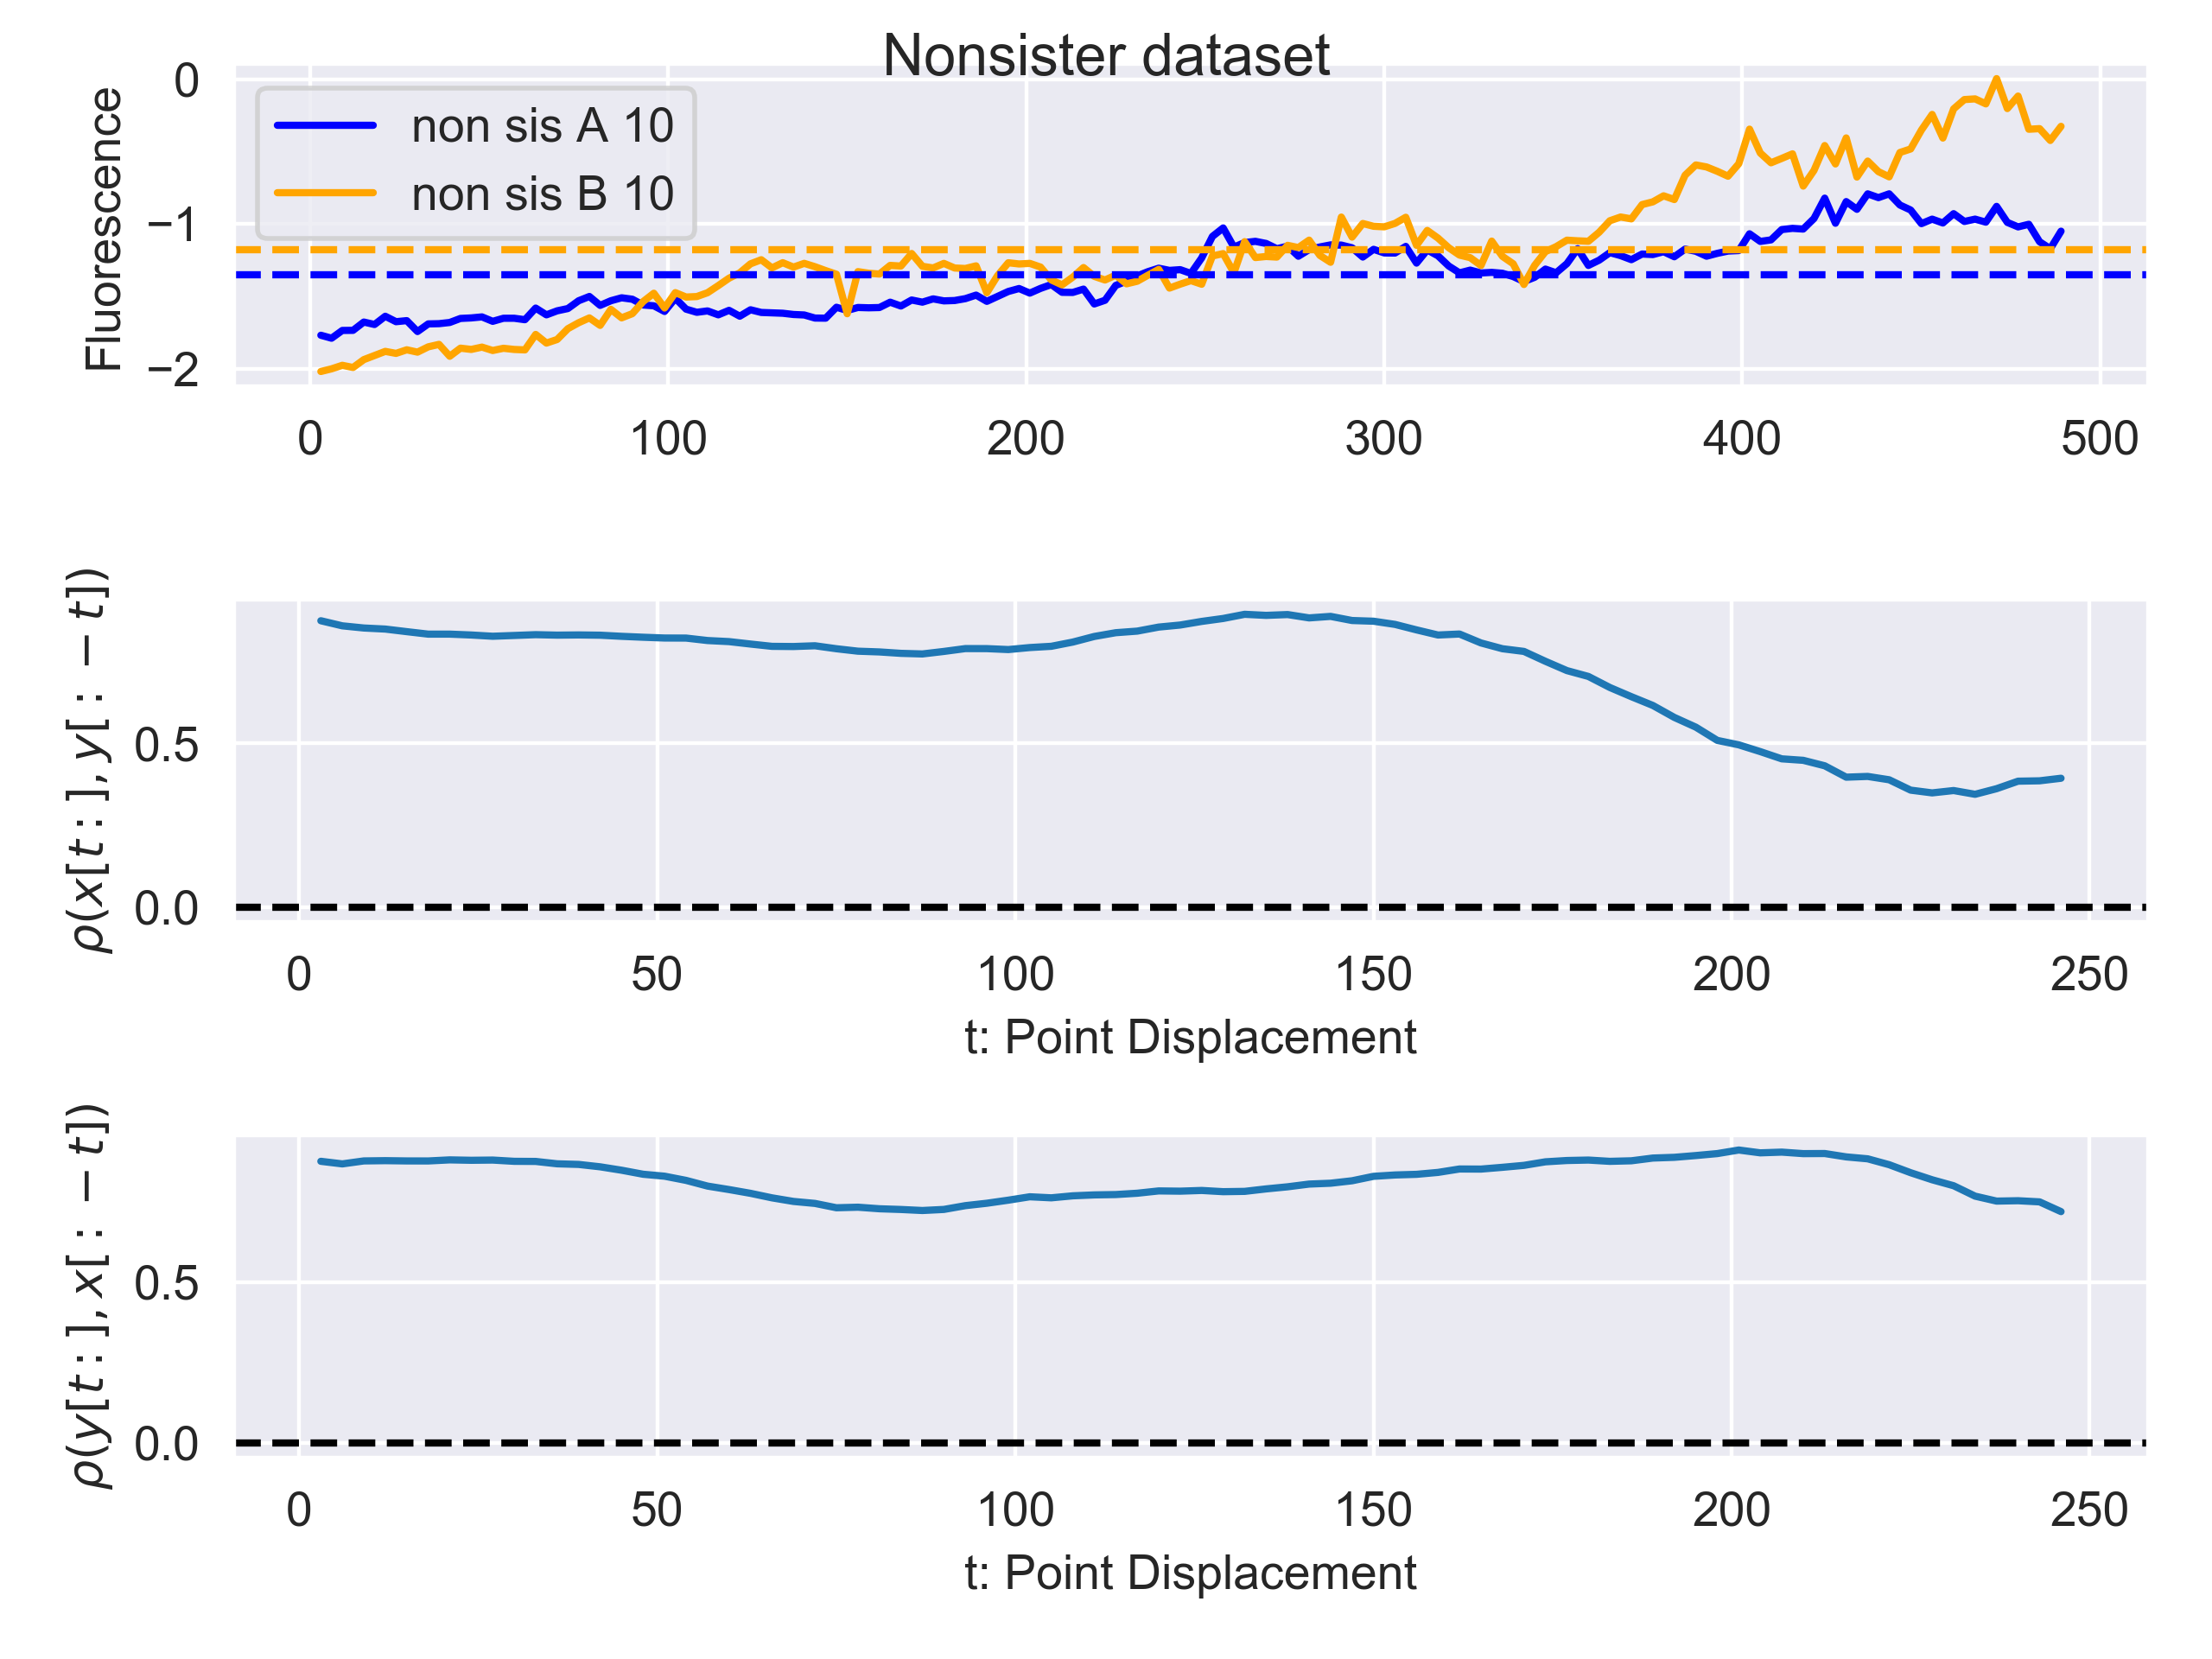 Nonsister dataset
Fluorescence
0
−1
−2
non sis A 10
non sis B 10
0 100 200 300 400 500
ρ(x[t:], y[: − t])
0.5
0.0
0 50 100 150 200 250
t: Point Displacement
ρ(y[t:], x[: − t])
0.5
0.0
0 50 100 150 200 250
t: Point Displacement